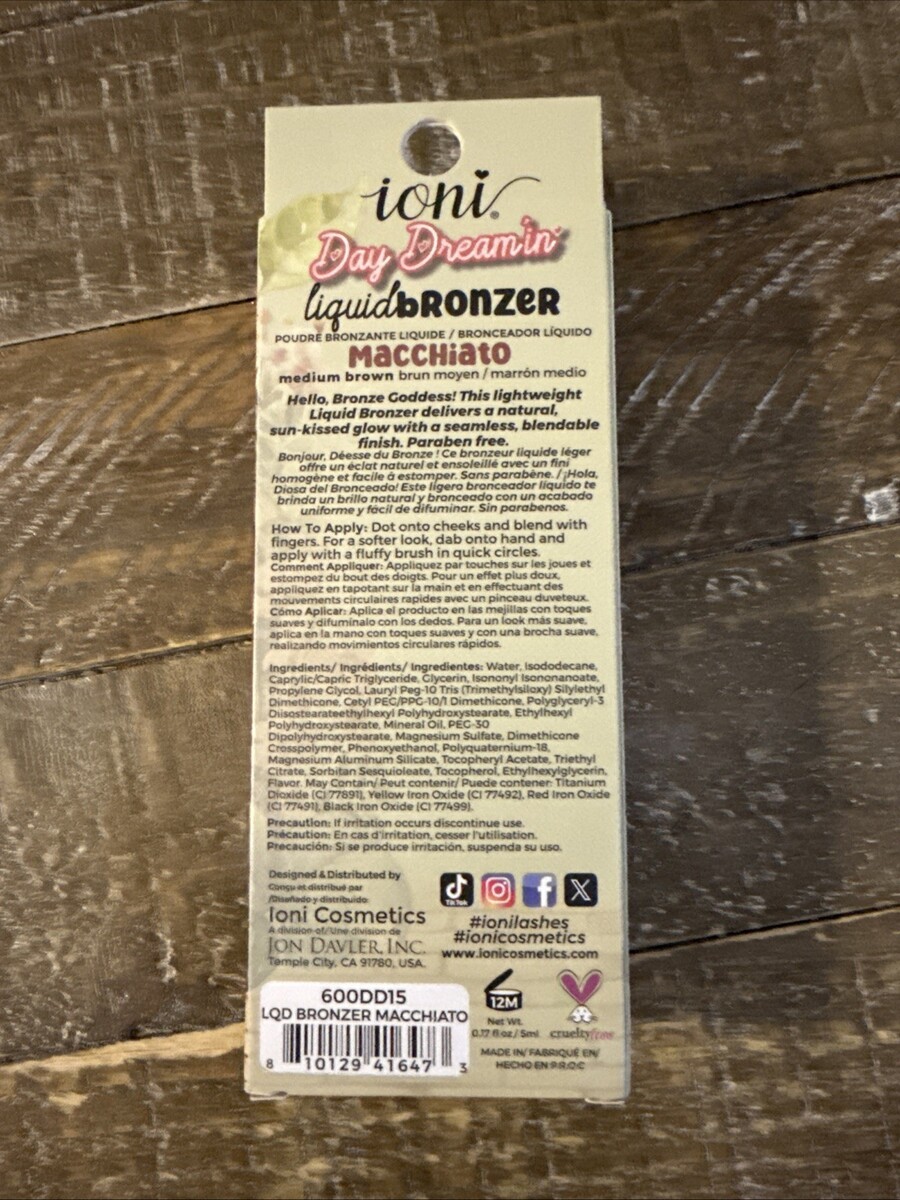 ioni®
Day Dream'in
liquidbronzer
POUDRE BRONZANTE LIQUIDE / BRONCEADOR LÍQUIDO
Macchiato
medium brown brun moyen / marrón medio
Hello, Bronze Goddess! This lightweight
Liquid Bronzer delivers a natural,
sun-kissed glow with a seamless, blendable
finish. Paraben free.
Bonjour, Déesse du Bronze ! Ce bronzeur liquide léger
offre un éclat naturel et ensoleillé avec un fini
homogène et facile à estomper. Sans parabène. / ¡Hola,
Diosa del Bronceado! Este ligero bronceador líquido te
brinda un brillo natural y bronceado con un acabado
uniforme y fácil de difuminar. Sin parabenos.
How To Apply: Dot onto cheeks and blend with
fingers. For a softer look, dab onto hand and
apply with a fluffy brush in quick circles.
Comment Appliquer: Appliquez par touches sur les joues et
estompez du bout des doigts. Pour un effet plus doux,
appliquez en tapotant sur la main et en effectuant des
mouvements circulaires rapides avec un pinceau duveteux.
Cómo Aplicar: Aplica el producto en las mejillas con toques
suaves y difumínalo con los dedos. Para un look más suave,
aplica en la mano con toques suaves y con una brocha suave,
realizando movimientos circulares rápidos.
Ingredients/ Ingrédients/ Ingredientes: Water, Isododecane,
Caprylic/Capric Triglyceride, Glycerin, Isononyl Isononanoate,
Propylene Glycol, Lauryl Peg-10 Tris (Trimethylsiloxy) Silylethyl
Dimethicone, Cetyl PEG/PPG-10/1 Dimethicone, Polyglyceryl-3
Diisostearateethylhexyl Polyhydroxystearate, Ethylhexyl
Polyhydroxystearate, Mineral Oil, PEG-30
Dipolyhydroxystearate, Magnesium Sulfate, Dimethicone
Crosspolymer, Phenoxyethanol, Polyquaternium-18,
Magnesium Aluminum Silicate, Tocopheryl Acetate, Triethyl
Citrate, Sorbitan Sesquioleate, Tocopherol, Ethylhexylglycerin,
Flavor. May Contain/ Peut contenir/ Puede contener: Titanium
Dioxide (CI 77891), Yellow Iron Oxide (CI 77492), Red Iron Oxide
(CI 77491), Black Iron Oxide (CI 77499).
Precaution: If irritation occurs discontinue use.
Précaution: En cas d'irritation, cesser l'utilisation.
Precaución: Si se produce irritación, suspenda su uso.
Designed & Distributed by
Conçu et distribué par
/Diseñado y distribuido:
Ioni Cosmetics
A division of/Une division de
JON DAVLER, INC.
Temple City, CA 91780, USA.
TikTok
#ionilashes
#ionicosmetics
www.ionicosmetics.com
600DD15
LQD BRONZER MACCHIATO
8 10129 41647 3
12M
Net Wt.
0.17 fl oz / 5ml
crueltyfree
MADE IN/ FABRIQUÉ EN/
HECHO EN P.R.O.C